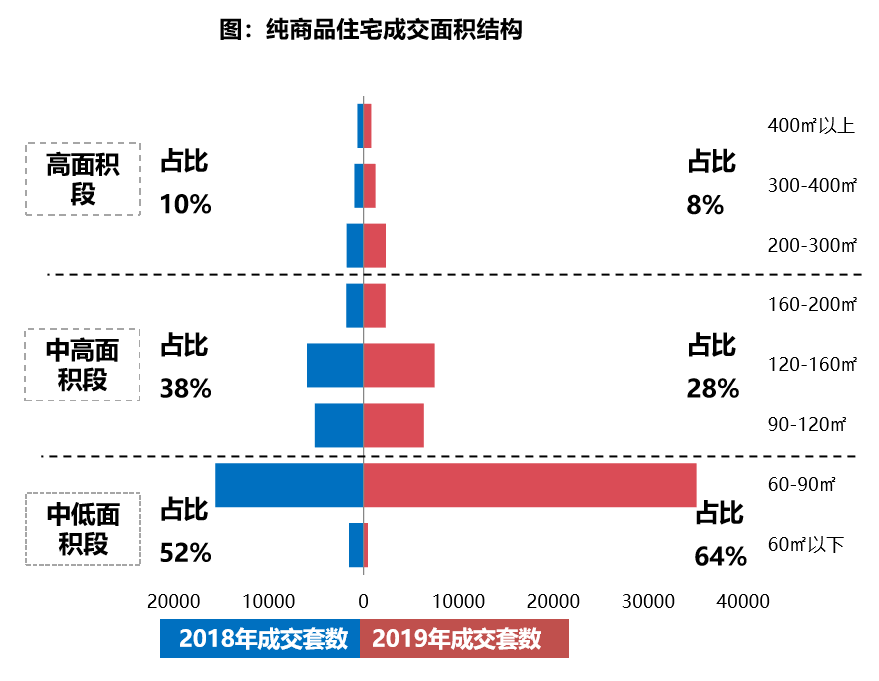 图：纯商品住宅成交面积结构
400㎡以上
高面积
段
占比
10%
占比
8%
300-400㎡
200-300㎡
160-200㎡
中高面
积段
占比
38%
占比
28%
120-160㎡
90-120㎡
60-90㎡
中低面
积段
占比
52%
占比
64%
60㎡以下
20000 10000 0 10000 20000 30000 40000
2018年成交套数 2019年成交套数